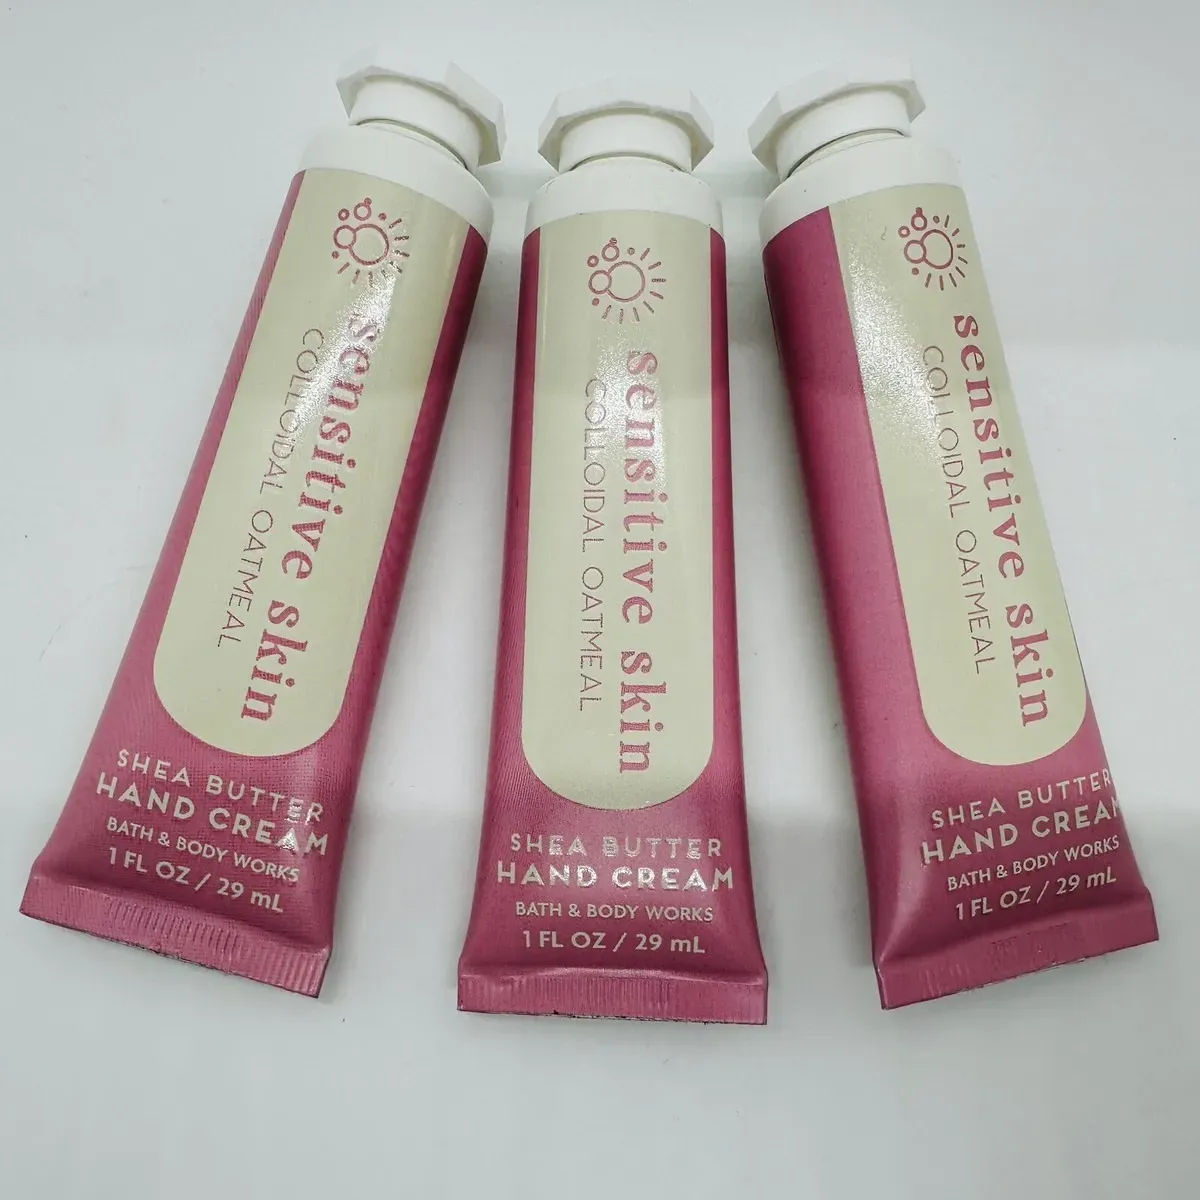 sensitive skin
COLLOIDAL OATMEAL
SHEA BUTTER
HAND CREAM
BATH & BODY WORKS
1 FL OZ / 29 mL
sensitive skin
COLLOIDAL OATMEAL
SHEA BUTTER
HAND CREAM
BATH & BODY WORKS
1 FL OZ / 29 mL
sensitive skin
COLLOIDAL OATMEAL
SHEA BUTTER
HAND CREAM
BATH & BODY WORKS
1 FL OZ / 29 mL